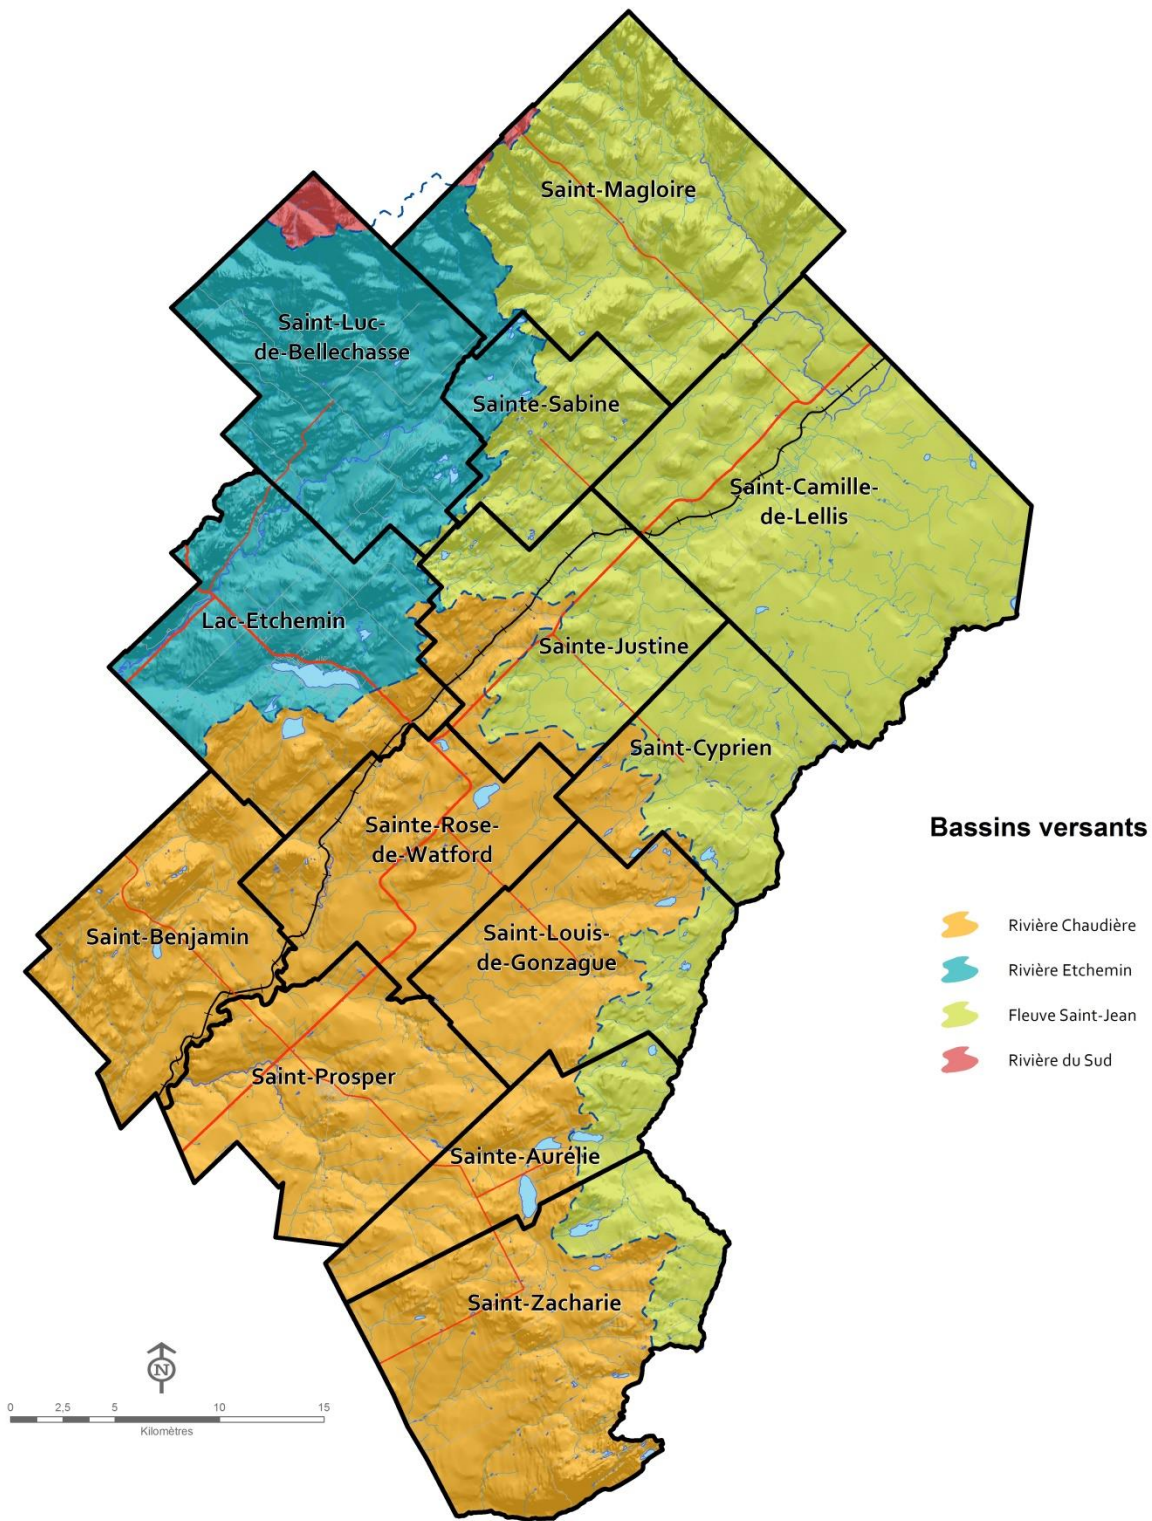 Saint-Magloire
Saint-Luc-
de-Bellechasse
Sainte-Sabine
Saint-Camille-
de-Lellis
Lac-Etchemin
Sainte-Justine
Saint-Cyprien
Sainte-Rose-
de-Watford
Saint-Benjamin
Saint-Louis-
de-Gonzague
Saint-Prosper
Sainte-Aurélie
Saint-Zacharie
Bassins versants
Rivière Chaudière
Rivière Etchemin
Fleuve Saint-Jean
Rivière du Sud
N
0 2,5 5 10 15
Kilomètres